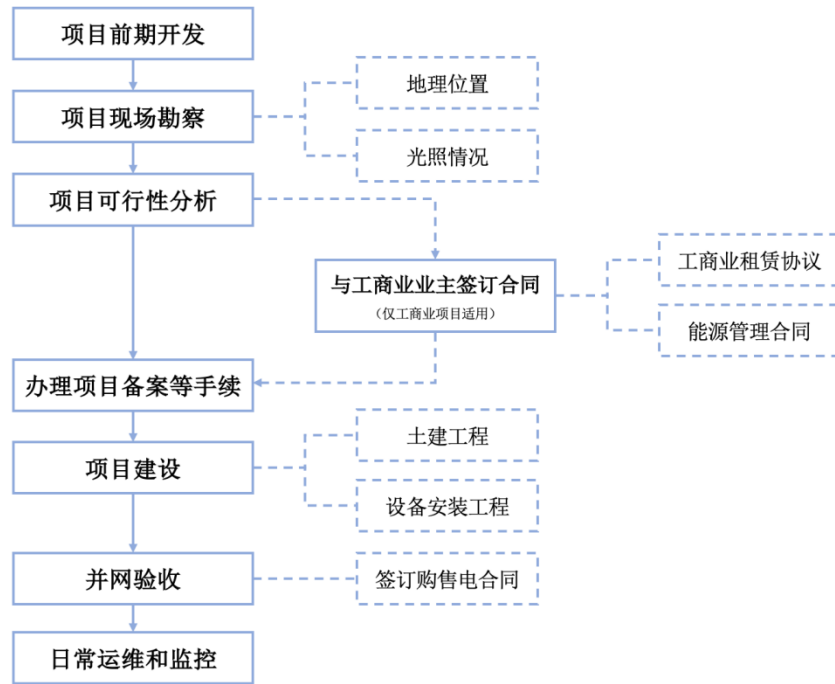 项目前期开发
项目现场勘察
地理位置
光照情况
项目可行性分析
与工商业业主签订合同
（仅工商业项目适用）
工商业租赁协议
能源管理合同
办理项目备案等手续
项目建设
土建工程
设备安装工程
并网验收
签订购售电合同
日常运维和监控